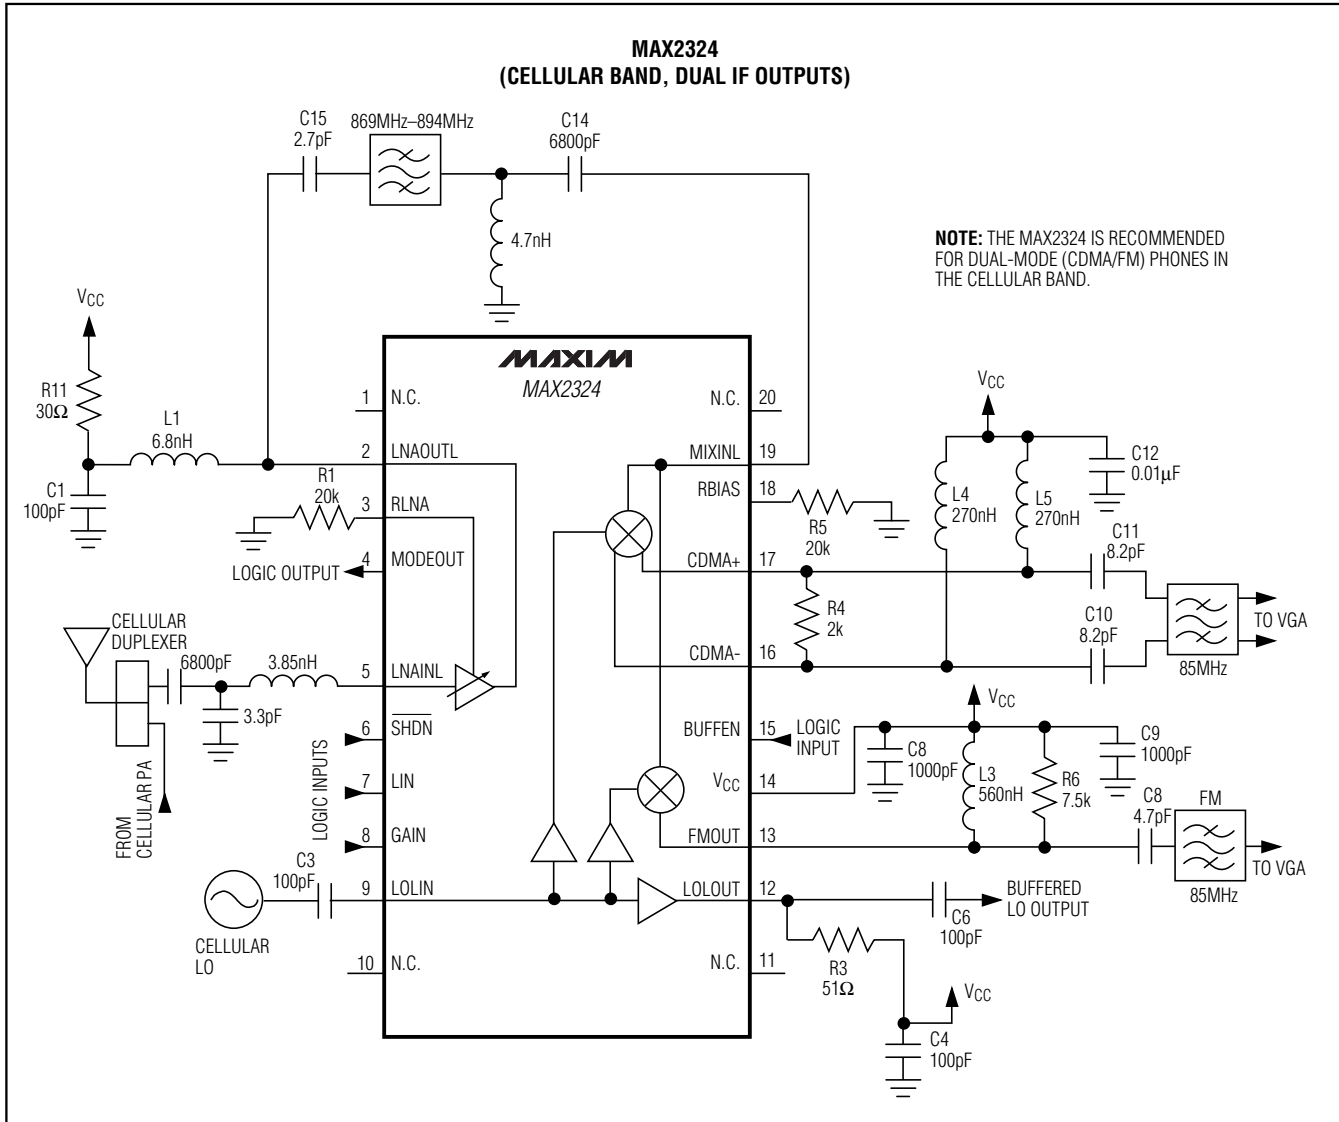 MAX2324
(CELLULAR BAND, DUAL IF OUTPUTS)
C15
2.7pF
869MHz–894MHz
C14
6800pF
4.7nH
NOTE: THE MAX2324 IS RECOMMENDED
FOR DUAL-MODE (CDMA/FM) PHONES IN
THE CELLULAR BAND.
VCC
R11
30Ω
L1
6.8nH
C1
100pF
R1
20k
LOGIC OUTPUT
CELLULAR
DUPLEXER
6800pF
3.85nH
3.3pF
FROM
CELLULAR PA
LOGIC INPUTS
C3
100pF
CELLULAR
LO
MAXIM
MAX2324
1 N.C.
2 LNAOUTL
3 RLNA
4 MODEOUT
5 LNAINL
6 SHDN
7 LIN
8 GAIN
9 LOLIN
10 N.C.
N.C. 20
MIXINL 19
RBIAS 18
CDMA+ 17
CDMA- 16
BUFFEN 15
VCC 14
FMOUT 13
LOLOUT 12
N.C. 11
R5
20k
VCC
L4
270nH
L5
270nH
C12
0.01µF
C11
8.2pF
R4
2k
C10
8.2pF
85MHz
TO VGA
LOGIC
INPUT
VCC
C8
1000pF
L3
560nH
R6
7.5k
C9
1000pF
C8
4.7pF
FM
85MHz
TO VGA
BUFFERED
LO OUTPUT
C6
100pF
R3
51Ω
VCC
C4
100pF